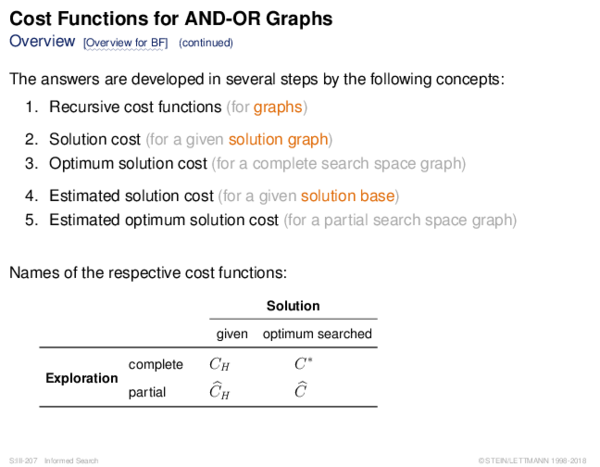 Cost Functions for AND-OR Graphs
Overview [Overview for BF] (continued)
The answers are developed in several steps by the following concepts:
1. Recursive cost functions (for graphs)
2. Solution cost (for a given solution graph)
3. Optimum solution cost (for a complete search space graph)
4. Estimated solution cost (for a given solution base)
5. Estimated optimum solution cost (for a partial search space graph)
Names of the respective cost functions:
Solution
given optimum searched
Exploration
complete C_H C*
partial Ĉ_H Ĉ
S:II-207 Informed Search ©STEIN/LETTMANN 1998-2018